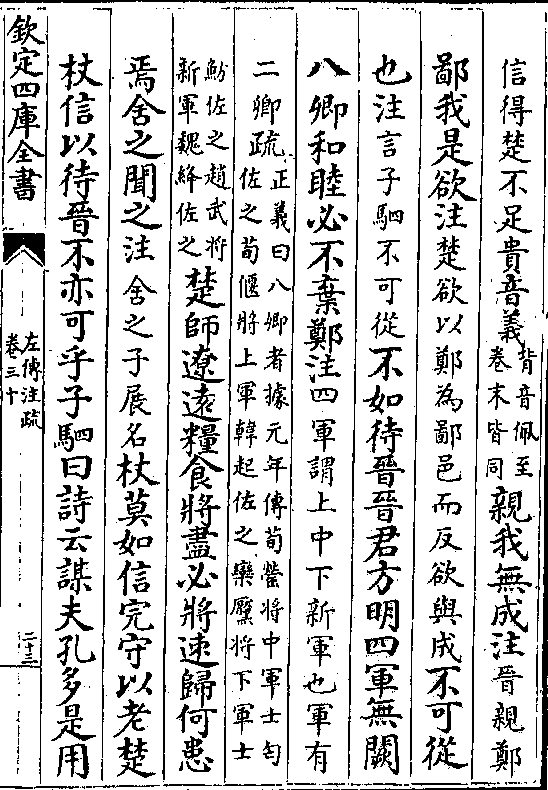 信得楚不足貴音義背音佩至卷末皆同親我無成注晉親鄭
鄙我是欲注楚欲以鄭為鄙邑而反欲與成不可從
也注言子駟不可從不如待晉晉君方明四軍無闕
八卿和睦必不棄鄭注四軍謂上中下新軍也軍有
二卿疏正義曰八卿者據元年傳荀罃將中軍士匄佐之荀偃將上軍韓起佐之欒黶將下軍士
魴佐之趙武將新軍魏絳佐之楚師遼遠糧食將盡必將速歸何患
焉舍之聞之注舍之子展名杖莫如信完守以老楚
杖信以待晉不亦可乎子駟曰詩云謀夫孔多是用
欽定四庫全書
左傳注疏
卷三十
二十三